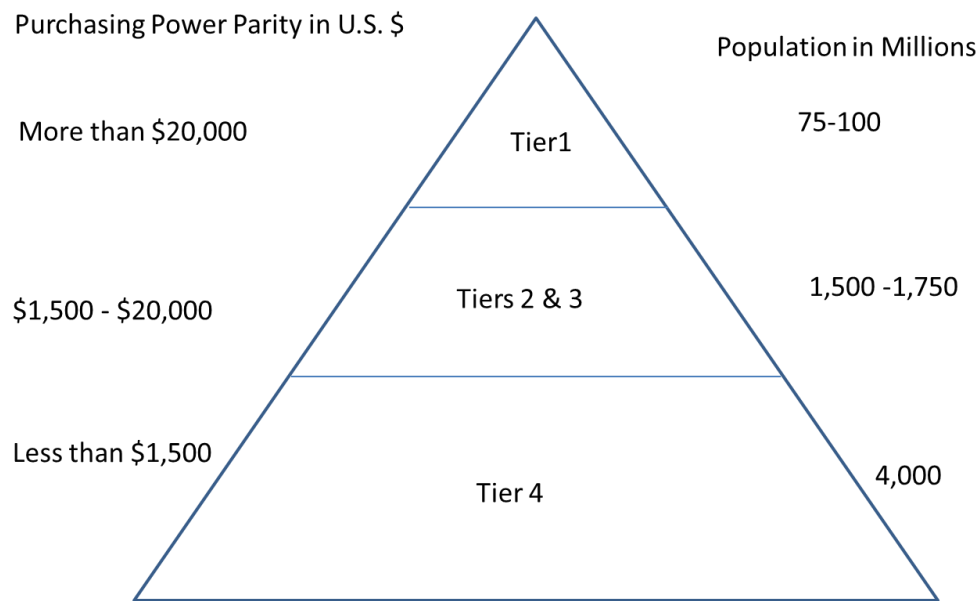 Purchasing Power Parity in U.S. $
Population in Millions
More than $20,000
75-100
Tier1
$1,500 - $20,000
Tiers 2 & 3
1,500 -1,750
Less than $1,500
Tier 4
4,000